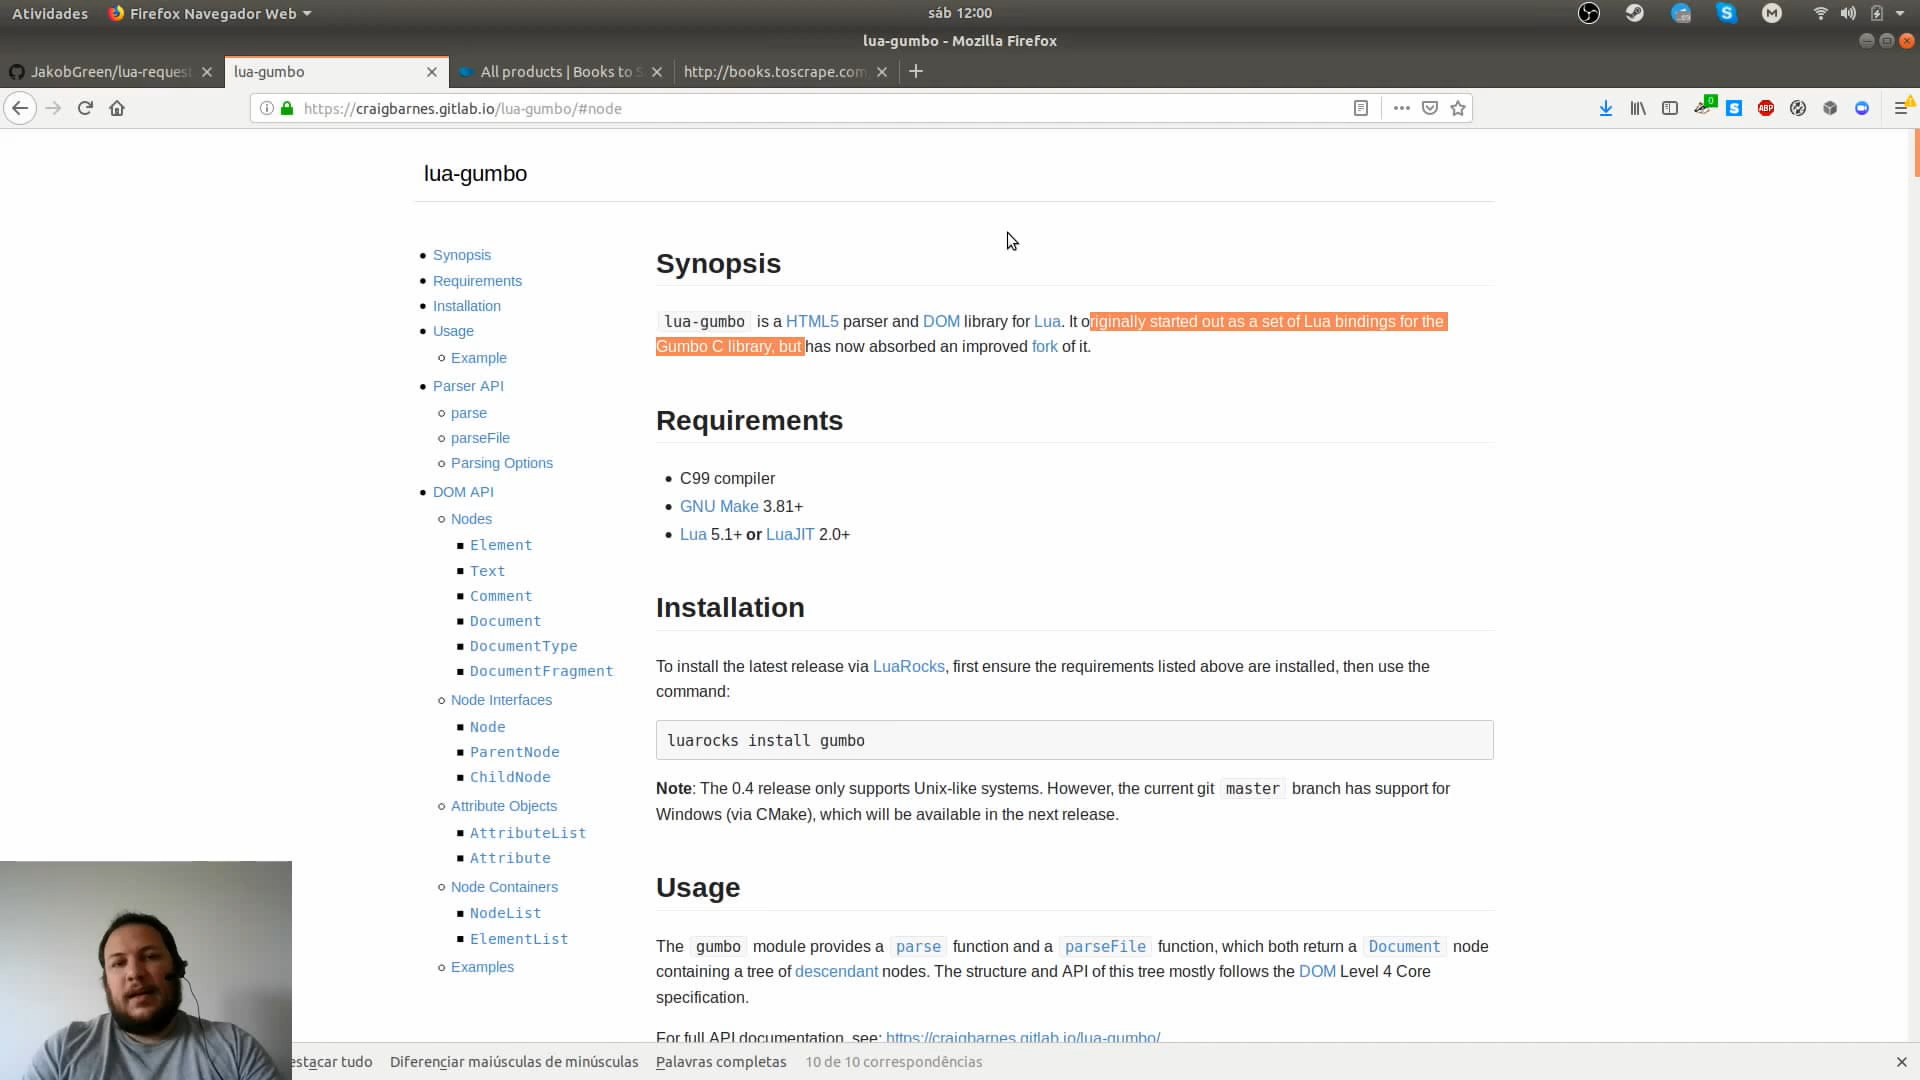 Atividades Firefox Navegador Web sáb 12:00
lua-gumbo - Mozilla Firefox
JakobGreen/lua-request lua-gumbo All products | Books to S http://books.toscrape.com
https://craigbarnes.gitlab.io/lua-gumbo/#node
lua-gumbo
Synopsis
Requirements
Installation
Usage
Example
Parser API
parse
parseFile
Parsing Options
DOM API
Nodes
Element
Text
Comment
Document
DocumentType
DocumentFragment
Node Interfaces
Node
ParentNode
ChildNode
Attribute Objects
AttributeList
Attribute
Node Containers
NodeList
ElementList
Examples
Synopsis
lua-gumbo is a HTML5 parser and DOM library for Lua. It originally started out as a set of Lua bindings for the
Gumbo C library, but has now absorbed an improved fork of it.
Requirements
C99 compiler
GNU Make 3.81+
Lua 5.1+ or LuaJIT 2.0+
Installation
To install the latest release via LuaRocks, first ensure the requirements listed above are installed, then use the
command:
luarocks install gumbo
Note: The 0.4 release only supports Unix-like systems. However, the current git master branch has support for
Windows (via CMake), which will be available in the next release.
Usage
The gumbo module provides a parse function and a parseFile function, which both return a Document node
containing a tree of descendant nodes. The structure and API of this tree mostly follows the DOM Level 4 Core
specification.
For full API documentation, see: https://craigbarnes.gitlab.io/lua-gumbo/
estacar tudo Diferenciar maiúsculas de minúsculas Palavras completas 10 de 10 correspondências